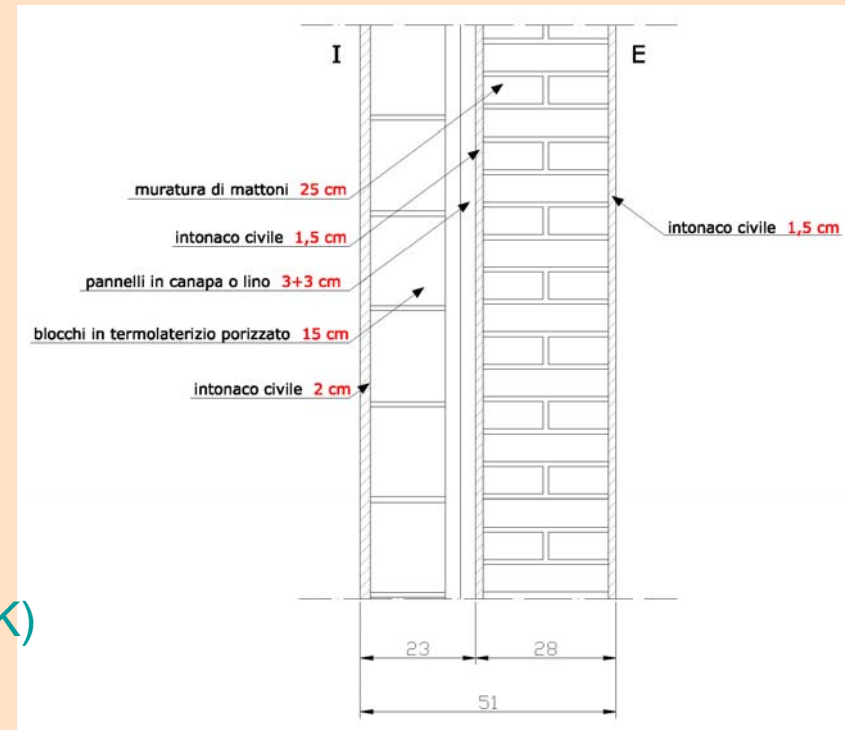 I
E
muratura di mattoni 25 cm
intonaco civile 1,5 cm
intonaco civile 1,5 cm
pannelli in canapa o lino 3+3 cm
blocchi in termolaterizio porizzato 15 cm
intonaco civile 2 cm
K)
23
28
51